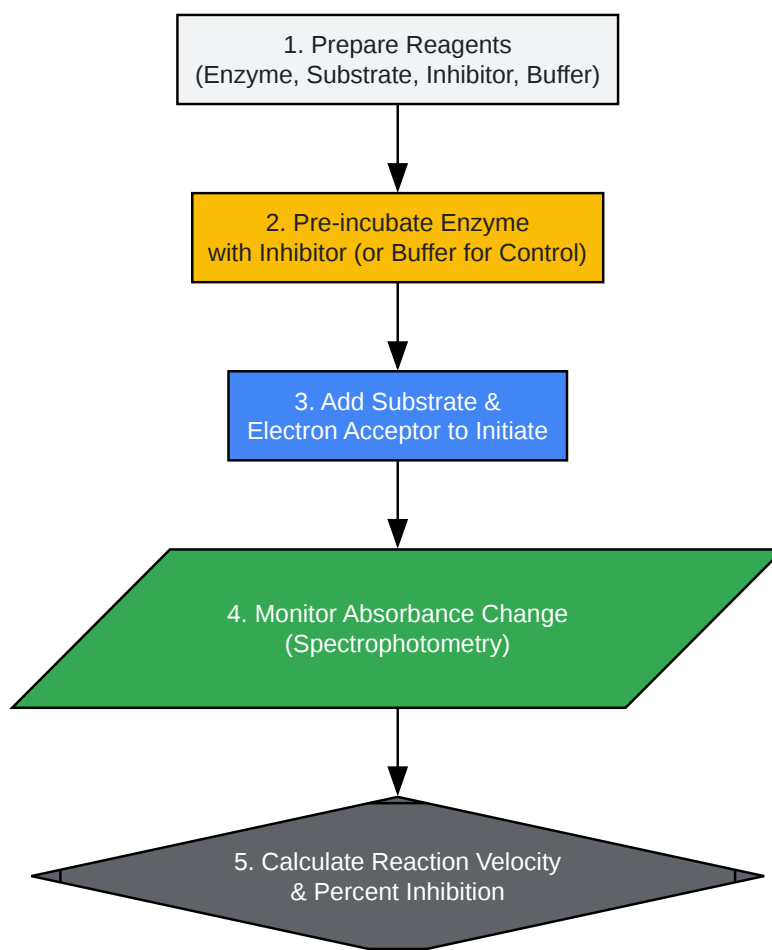 1. Prepare Reagents
(Enzyme, Substrate, Inhibitor, Buffer)
2. Pre-incubate Enzyme
with Inhibitor (or Buffer for Control)
3. Add Substrate &
Electron Acceptor to Initiate
4. Monitor Absorbance Change
(Spectrophotometry)
5. Calculate Reaction Velocity
& Percent Inhibition